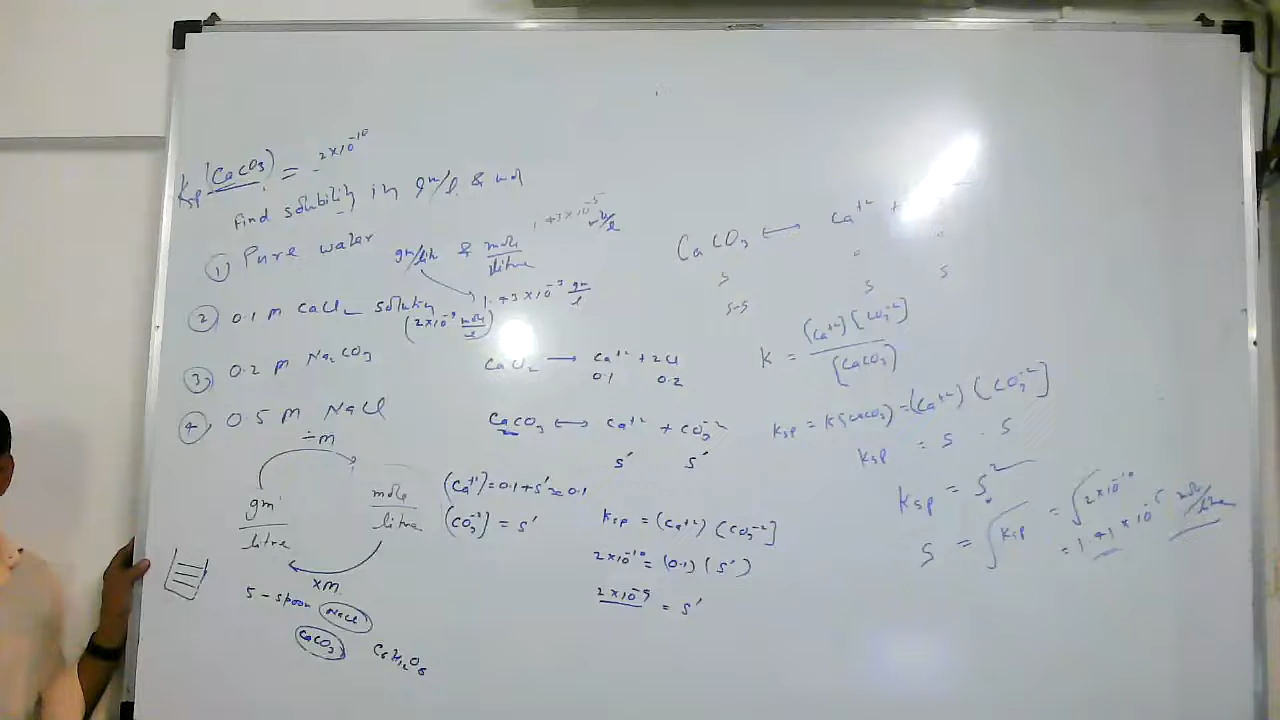 Ksp (CaCO3) = 2×10^-10
Find solubility in gm/l & mol
① Pure water gm/lit & mole/litre 1.43×10^-5 mol/l
1.43×10^-3 gm/l
② 0.1 M CaCl2 solution
(2×10^-9 mole/l)
③ 0.2 M Na2CO3
④ 0.5 M NaCl
÷M
gm/litre mole/litre
×M
5-spoon NaCl
CaCO3 C6H12O6
CaCl2 → Ca+2 + 2Cl
0.1 0.2
CaCO3 ↔ Ca+2 + CO3-2
s' s'
(Ca+2) = 0.1+s' ≈ 0.1
(CO3-2) = s'
Ksp = (Ca+2) (CO3-2]
2×10^-10 = (0.1) (s')
2×10^-9 = s'
CaCO3 ↔ Ca+2 +
s
s-s s s
K = (Ca+2] [CO3-2] / [CaCO3)
Ksp = K(CaCO3) = (Ca+2) (CO3-2]
Ksp = s . s
Ksp = s^2
s = √Ksp = √2×10^-10
= 1.41×10^-5 mole/litre